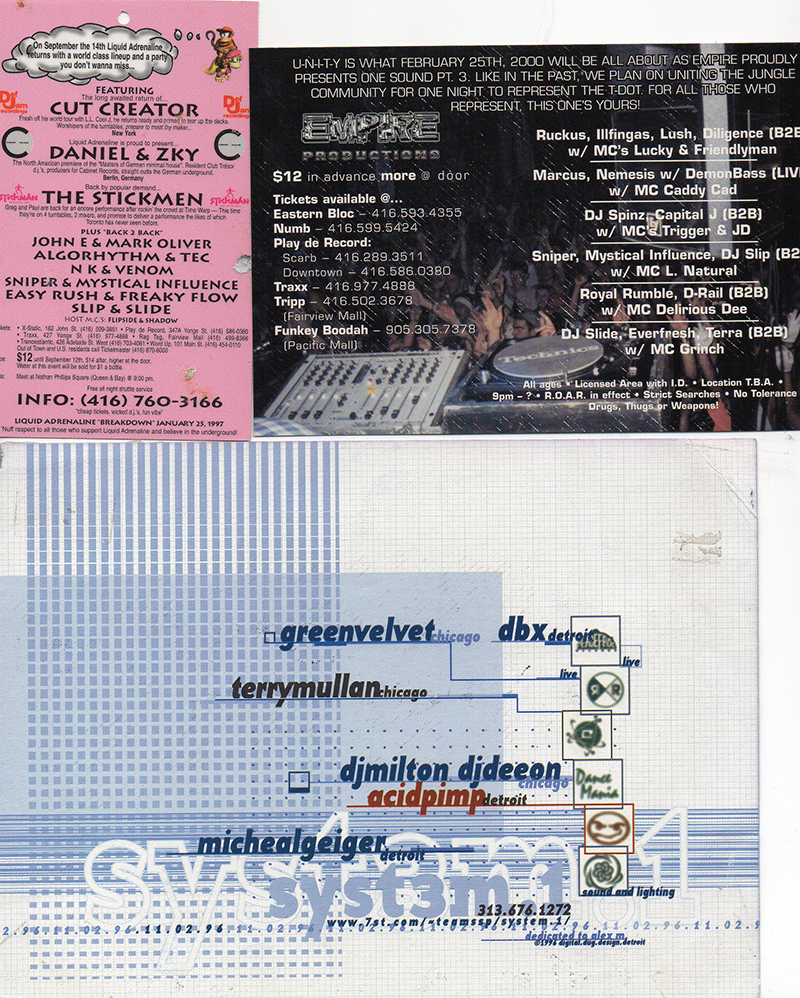 On September the 14th Liquid Adrenaline
returns with a world class lineup and a party
you don't wanna miss...
FEATURING
The long awaited return of...
CUT CREATOR
Fresh off his world tour with L.L. Cool J, he returns ready and primed to tear up the decks.
Worshipers of the turntables, prepare to meet thy maker...
New York
Def Jam
recordings
Def Jam
recordings
Liquid Adrenaline is proud to present...
DANIEL & ZKY
The North American premiere of the "Masters of German minimal house", Resident Club Tresor
d.j.'s, producers for Cabinet Records, straight outta the German underground.
Berlin, Germany
Back by popular demand...
STICKMAN
THE STICKMEN
STICKMAN
Greg and Paul are back for an encore performance after rockin' the crowd at Time Warp — This time
they're on 4 turntables, 2 mixers, and promise to deliver a performance the likes of which
Toronto has never seen before.
PLUS "BACK 2 BACK"
JOHN E & MARK OLIVER
ALGORHYTHM & TEC
N K & VENOM
SNIPER & MYSTICAL INFLUENCE
EASY RUSH & FREAKY FLOW
SLIP & SLIDE
HOST M.C'S: FLIPSIDE & SHADOW
kets: • X-Static, 162 John St. (416) 599-3851 • Play de Record, 347A Yonge St. (416) 586-0380
• Traxx, 427 Yonge St. (416) 977-4888 • Rag Tag, Fairview Mall (416) 499-8366
• Transcastlantic, 426 Adelaide St. West (416) 703-4061 • Word Up, 101 Main St. (416) 454-0110
Out of Town and U.S. residents call Ticketmaster (416) 870-8000
$12 until September 12th, $14 after, higher at the door.
Water at this event will be sold for $1 a bottle.
Meet at Nathan Phillips Square (Queen & Bay) @ 9:00 pm.
Free all night shuttle service
INFO: (416) 760-3166
"cheap tickets, wicked d.j.'s, fun vibe"
LIQUID ADRENALINE "BREAKDOWN" JANUARY 25, 1997
'Nuff respect to all those who support Liquid Adrenaline and believe in the underground!
U-N-I-T-Y IS WHAT FEBRUARY 25TH, 2000 WILL BE ALL ABOUT AS EMPIRE PROUDLY
PRESENTS ONE SOUND PT. 3. LIKE IN THE PAST, WE PLAN ON UNITING THE JUNGLE
COMMUNITY FOR ONE NIGHT TO REPRESENT THE T-DOT. FOR ALL THOSE WHO
REPRESENT, THIS ONE'S YOURS!
EMPIRE
PRODUCTIONS
$12 in advance more @ door
Tickets available @...
Eastern Bloc – 416.593.4355
Numb – 416.599.5424
Play de Record:
Scarb – 416.289.3511
Downtown – 416.586.0380
Traxx – 416.977.4888
Tripp – 416.502.3678
(Fairview Mall)
Funkey Boodah – 905.305.7378
(Pacific Mall)
Ruckus, Illfingas, Lush, Diligence (B2B
w/ MC's Lucky & Friendlyman
Marcus, Nemesis w/ DemonBass (LIV
w/ MC Caddy Cad
DJ Spinz, Capital J (B2B)
w/ MC's Trigger & JD
Sniper, Mystical Influence, DJ Slip (B2
w/ MC L. Natural
Royal Rumble, D-Rail (B2B)
w/ MC Delirious Dee
DJ Slide, Everfresh, Terra (B2B)
w/ MC Grinch
All ages • Licensed Area with I.D. • Location T.B.A. •
9pm – ? • R.O.A.R. in effect • Strict Searches • No Tolerance
Drugs, Thugs or Weapons!
greenvelvet chicago dbx detroit
live
live
terrymullan chicago
djmilton djdeeon
chicago
Dance
Mania
acidpimp detroit
michealgeiger
detroit
system 1
syst3m 1
sound and lighting
313.676.1272
www.7st.com/~teamssp/system.1/
2.96.11.02.96.11.02.96.11.02.96.11.02.96.11.02.96.11.02.96.11.02.96.11.02.9
dedicated to alex m.
©1996 digital.dug.design.detroit